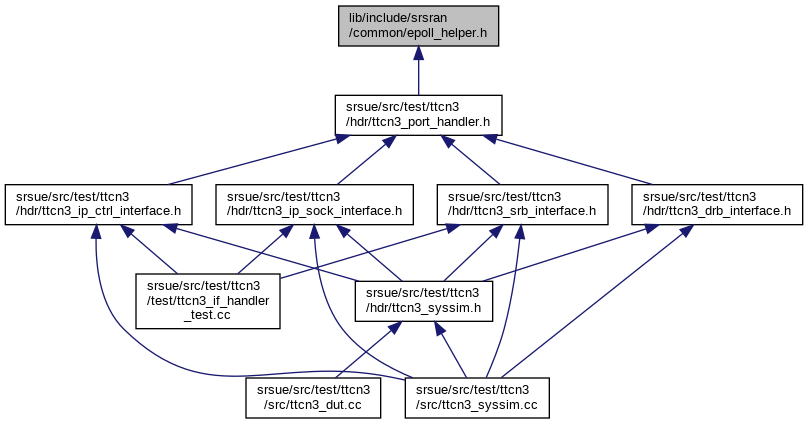 lib/include/srsran
/common/epoll_helper.h
srsue/src/test/ttcn3
/hdr/ttcn3_port_handler.h
srsue/src/test/ttcn3
/hdr/ttcn3_ip_ctrl_interface.h
srsue/src/test/ttcn3
/hdr/ttcn3_ip_sock_interface.h
srsue/src/test/ttcn3
/hdr/ttcn3_srb_interface.h
srsue/src/test/ttcn3
/hdr/ttcn3_drb_interface.h
srsue/src/test/ttcn3
/test/ttcn3_if_handler
_test.cc
srsue/src/test/ttcn3
/hdr/ttcn3_syssim.h
srsue/src/test/ttcn3
/src/ttcn3_dut.cc
srsue/src/test/ttcn3
/src/ttcn3_syssim.cc